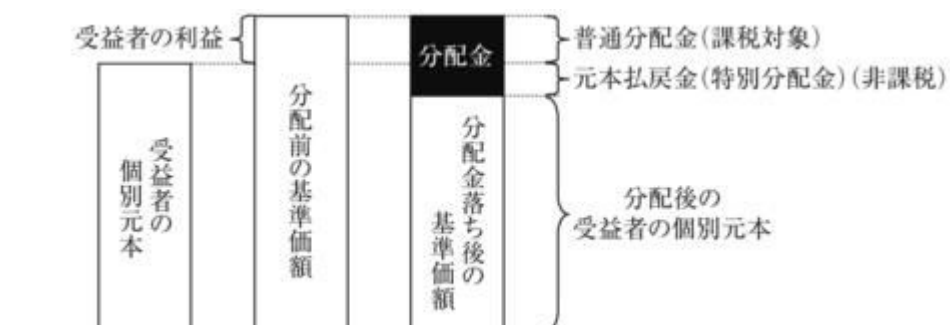 受益者の利益
分配金
普通分配金(課税対象)
元本払戻金(特別分配金)(非課税)
受益者の
個別元本
分配前の基準価額
分配金落ち後の
基準価額
分配後の
受益者の個別元本